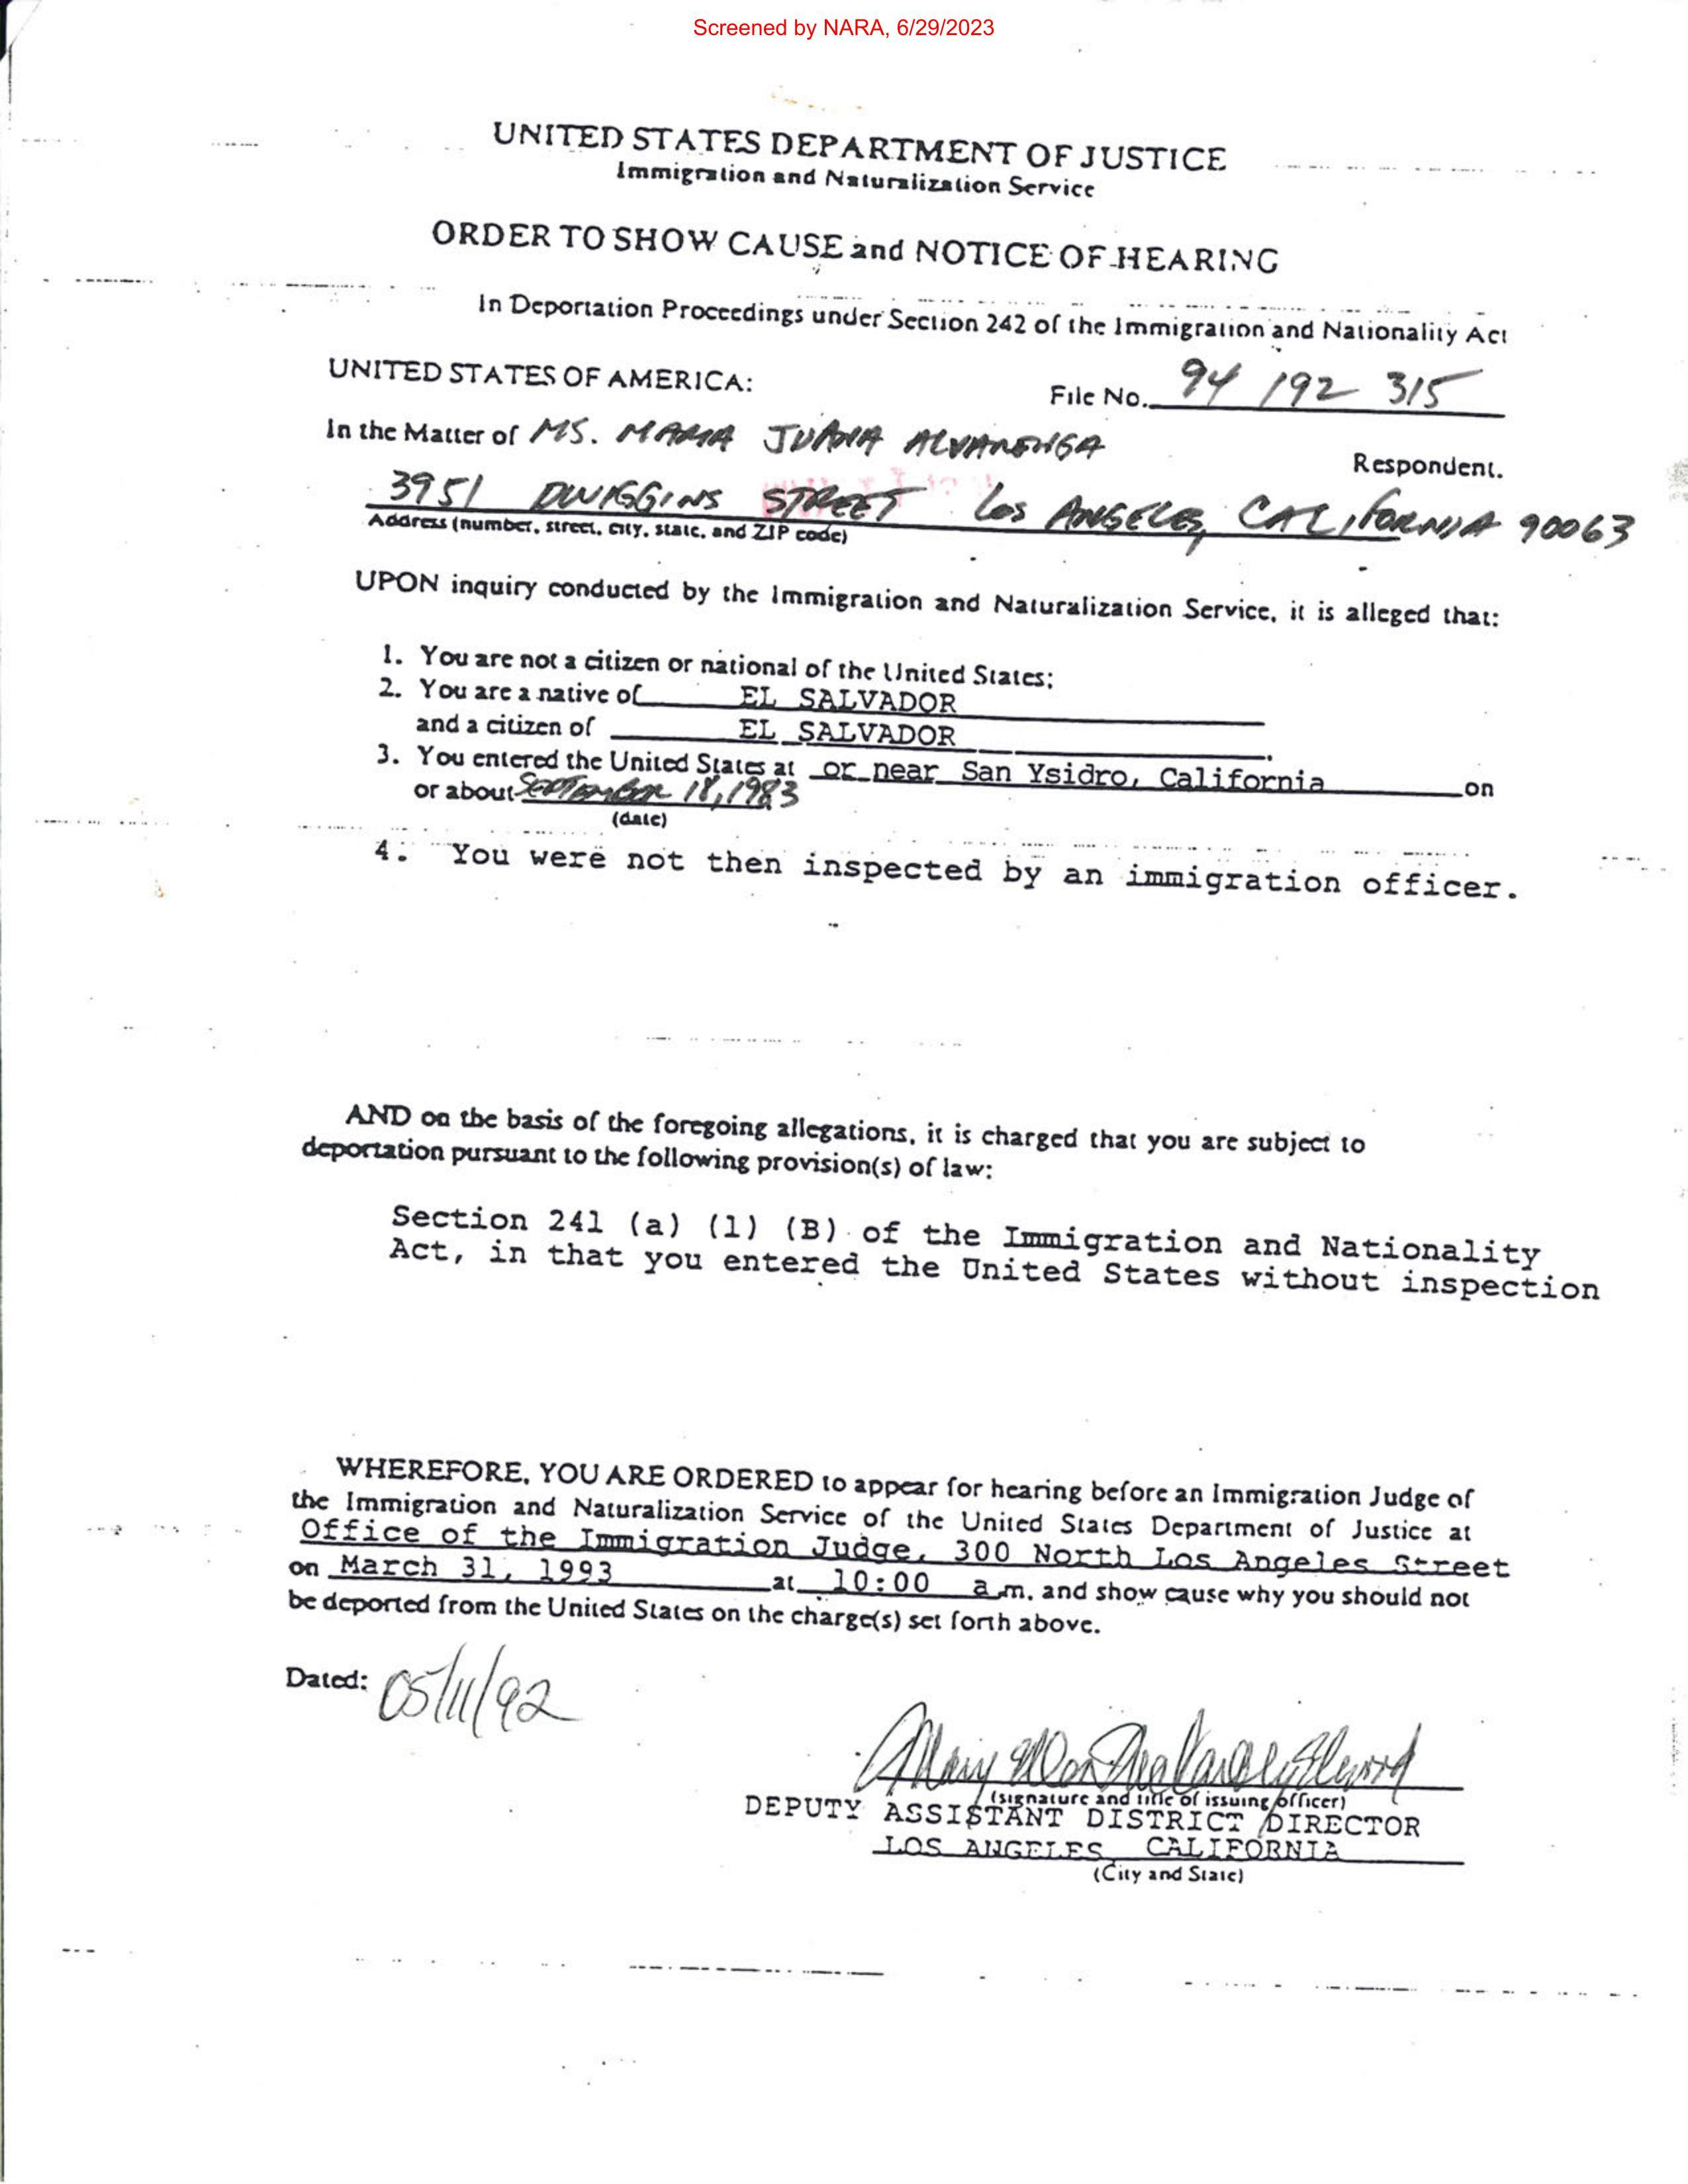 Screened by NARA, 6/29/2023
UNITED STATES DEPARTMENT OF JUSTICE
Immigration and Naturalization Service
ORDER TO SHOW CAUSE and NOTICE OF HEARING
In Deportation Proceedings under Section 242 of the Immigration and Nationality Act
UNITED STATES OF AMERICA:
File No. 94 192 315
In the Matter of MS. MARIA JUANA ALVARENGA
Respondent.
3951 DWIGGINS STREET Los ANGELES, CALIFORNIA 90063
Address (number, street, city, state, and ZIP code)
UPON inquiry conducted by the Immigration and Naturalization Service, it is alleged that:
1. You are not a citizen or national of the United States;
2. You are a native of EL SALVADOR
and a citizen of EL SALVADOR.
3. You entered the United States at or near San Ysidro, California on
or about SEPTEMBER 18, 1983
(date)
4. You were not then inspected by an immigration officer.
AND on the basis of the foregoing allegations, it is charged that you are subject to
deportation pursuant to the following provision(s) of law:
Section 241 (a) (1) (B) of the Immigration and Nationality
Act, in that you entered the United States without inspection
WHEREFORE, YOU ARE ORDERED to appear for hearing before an Immigration Judge of
the Immigration and Naturalization Service of the United States Department of Justice at
Office of the Immigration Judge, 300 North Los Angeles Street
on March 31, 1993 at 10:00 a.m. and show cause why you should not
be deported from the United States on the charge(s) set forth above.
Dated: 05/11/92
(signature and title of issuing officer)
DEPUTY ASSISTANT DISTRICT DIRECTOR
LOS ANGELES CALIFORNIA
(City and State)